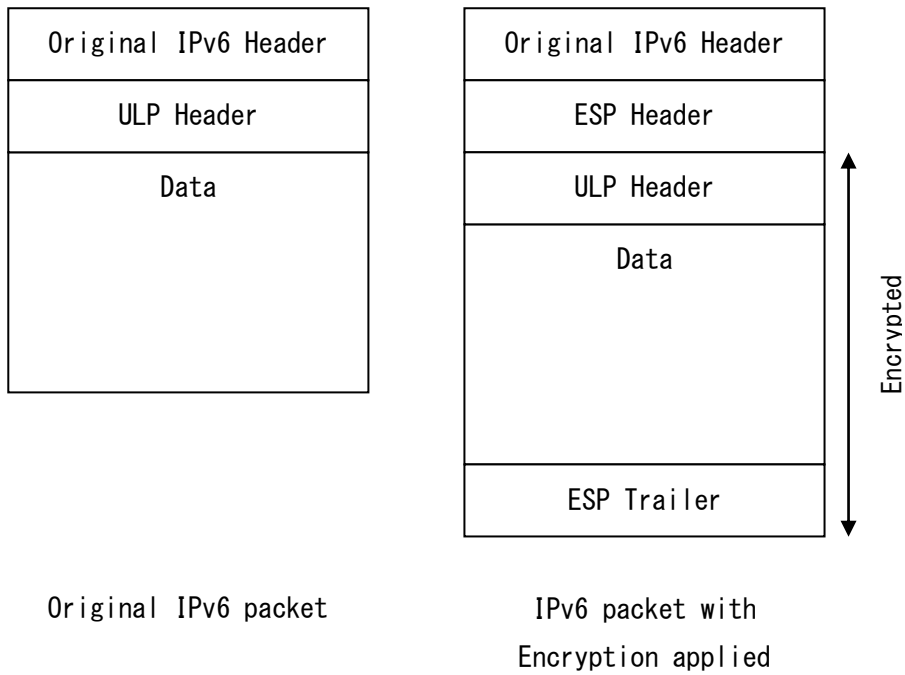 Original IPv6 Header
ULP Header
Data
Original IPv6 packet
Original IPv6 Header
ESP Header
ULP Header
Data
ESP Trailer
Encrypted
IPv6 packet with
Encryption applied